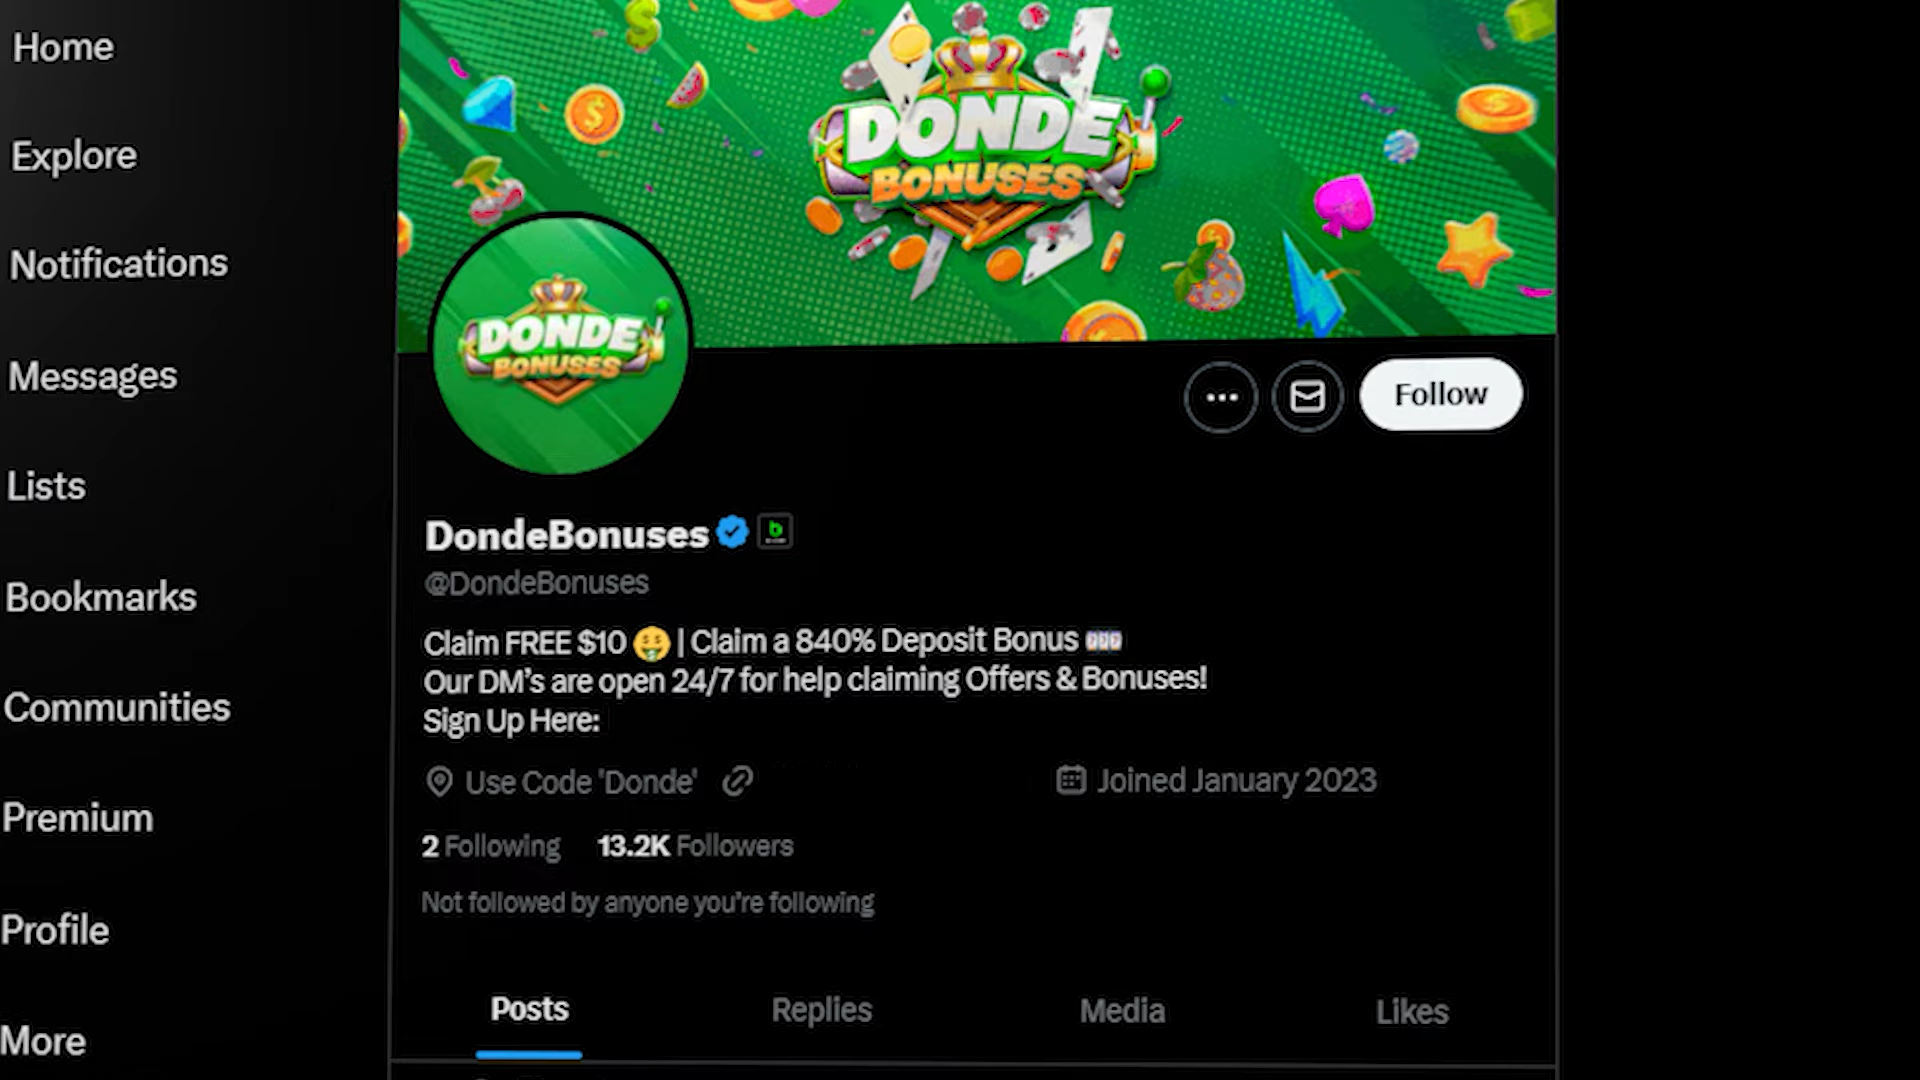 Home
Explore
Notifications
Messages
Lists
Bookmarks
Communities
Premium
Profile
More
DONDE
BONUSES
DONDE
BONUSES
Follow
DondeBonuses
@DondeBonuses
Claim FREE $10 🤑 | Claim a 840% Deposit Bonus 🎰
Our DM's are open 24/7 for help claiming Offers & Bonuses!
Sign Up Here:
Use Code 'Donde'
Joined January 2023
2 Following 13.2K Followers
Not followed by anyone you're following
Posts Replies Media Likes